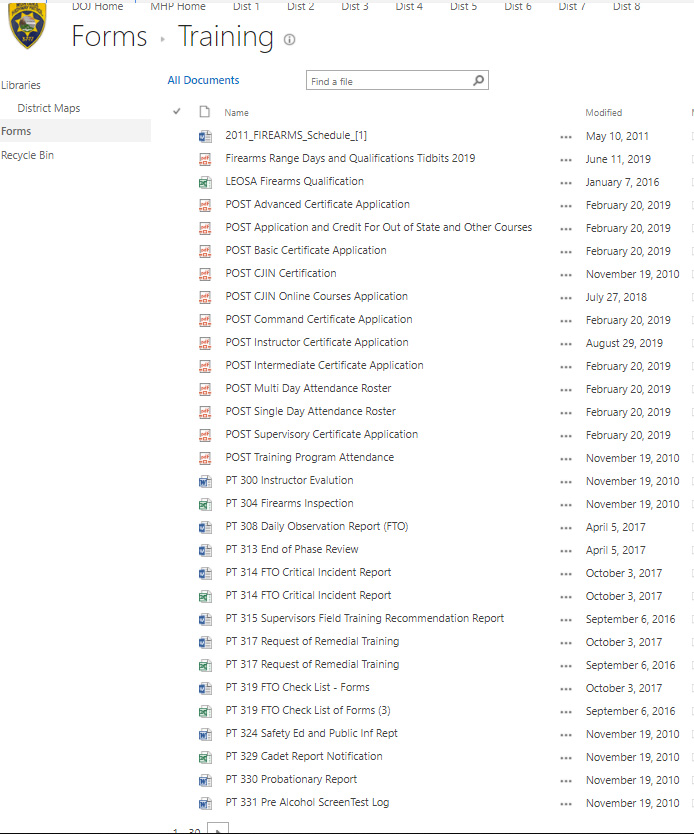 DOJ Home MHP Home Dist 1 Dist 2 Dist 3 Dist 4 Dist 5 Dist 6 Dist 7 Dist 8
Forms ▸ Training
Libraries
District Maps
Forms
Recycle Bin
All Documents
Find a file
Name Modified
2011_FIREARMS_Schedule_[1] ... May 10, 2011
Firearms Range Days and Qualifications Tidbits 2019 ... June 11, 2019
LEOSA Firearms Qualification ... January 7, 2016
POST Advanced Certificate Application ... February 20, 2019
POST Application and Credit For Out of State and Other Courses ... February 20, 2019
POST Basic Certificate Application ... February 20, 2019
POST CJIN Certification ... November 19, 2010
POST CJIN Online Courses Application ... July 27, 2018
POST Command Certificate Application ... February 20, 2019
POST Instructor Certificate Application ... August 29, 2019
POST Intermediate Certificate Application ... February 20, 2019
POST Multi Day Attendance Roster ... February 20, 2019
POST Single Day Attendance Roster ... February 20, 2019
POST Supervisory Certificate Application ... February 20, 2019
POST Training Program Attendance ... November 19, 2010
PT 300 Instructor Evalution ... November 19, 2010
PT 304 Firearms Inspection ... November 19, 2010
PT 308 Daily Observation Report (FTO) ... April 5, 2017
PT 313 End of Phase Review ... April 5, 2017
PT 314 FTO Critical Incident Report ... October 3, 2017
PT 314 FTO Critical Incident Report ... October 3, 2017
PT 315 Supervisors Field Training Recommendation Report ... September 6, 2016
PT 317 Request of Remedial Training ... October 3, 2017
PT 317 Request of Remedial Training ... September 6, 2016
PT 319 FTO Check List - Forms ... October 3, 2017
PT 319 FTO Check List of Forms (3) ... September 6, 2016
PT 324 Safety Ed and Public Inf Rept ... November 19, 2010
PT 329 Cadet Report Notification ... November 19, 2010
PT 330 Probationary Report ... November 19, 2010
PT 331 Pre Alcohol ScreenTest Log ... November 19, 2010
1 - 30